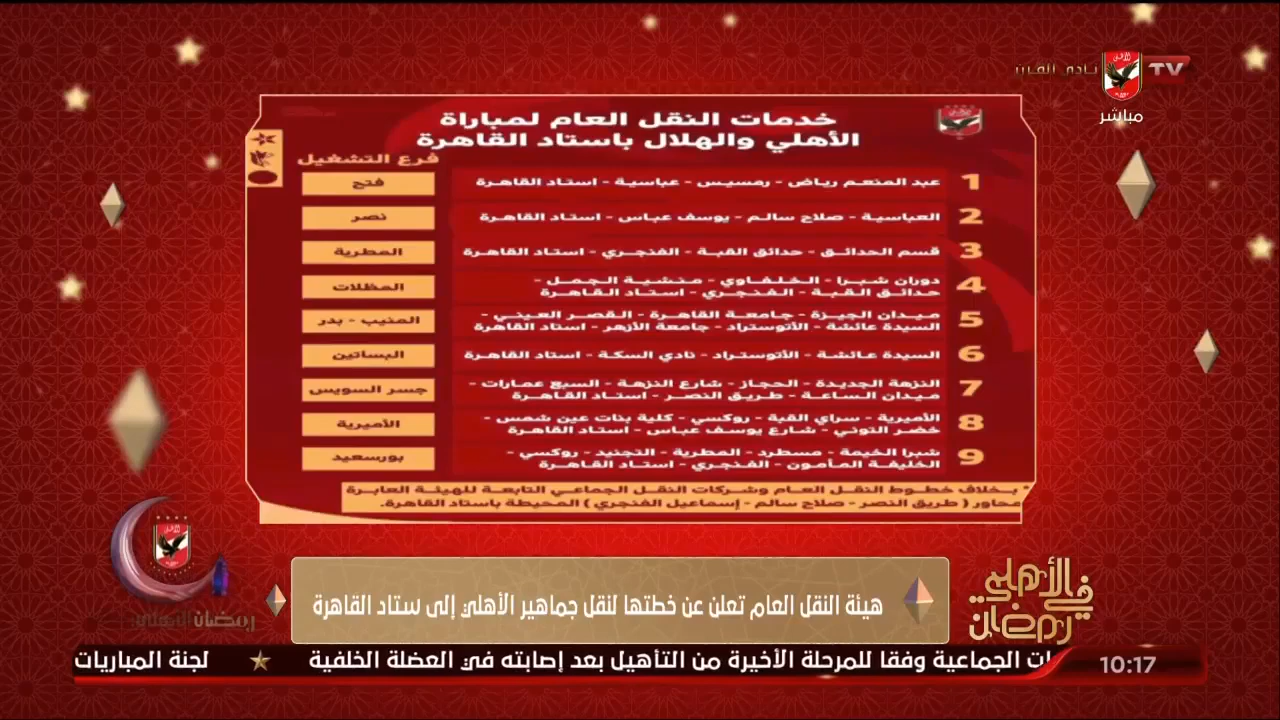 نادي القرن
TV
مباشر
خدمات النقل العام لمباراة
الأهلي والهلال باستاد القاهرة
فرع التشغيل
1 عبد المنعم رياض - رمسيس - عباسية - استاد القاهرة فتح
2 العباسية - صلاح سالم - يوسف عباس - استاد القاهرة نصر
3 قسم الحدائق - حدائق القبة - الفنجري - استاد القاهرة المطرية
4 دوران شبرا - الخلفاوي - منشية الجمل -
حدائق القبة - الفنجري - استاد القاهرة المظلات
5 ميدان الجيزة - جامعة القاهرة - القصر العيني -
السيدة عائشة - الأتوستراد - جامعة الأزهر - استاد القاهرة المنيب - بدر
6 السيدة عائشة - الأتوستراد - نادي السكة - استاد القاهرة البساتين
7 النزهة الجديدة - الحجاز - شارع النزهة - السبع عمارات -
ميدان الساعة - طريق النصر - استاد القاهرة جسر السويس
8 الأميرية - سراي القبة - روكسي - كلية بنات عين شمس -
خضر التوني - شارع يوسف عباس - استاد القاهرة الأميرية
9 شبرا الخيمة - مسطرد - المطرية - التجنيد - روكسي -
الخليفة المأمون - الفنجري - استاد القاهرة بورسعيد
* بخلاف خطوط النقل العام وشركات النقل الجماعي التابعة للهيئة العابرة
محاور ( طريق النصر - صلاح سالم - إسماعيل الفنجري ) المحيطة باستاد القاهرة.
هيئة النقل العام تعلن عن خطتها لنقل جماهير الأهلي إلى ستاد القاهرة
الأهلي
في
رمضان
رمضان الأهلي
10:17
ات الجماعية وفقا للمرحلة الأخيرة من التأهيل بعد إصابته في العضلة الخلفية ★ لجنة المباريات